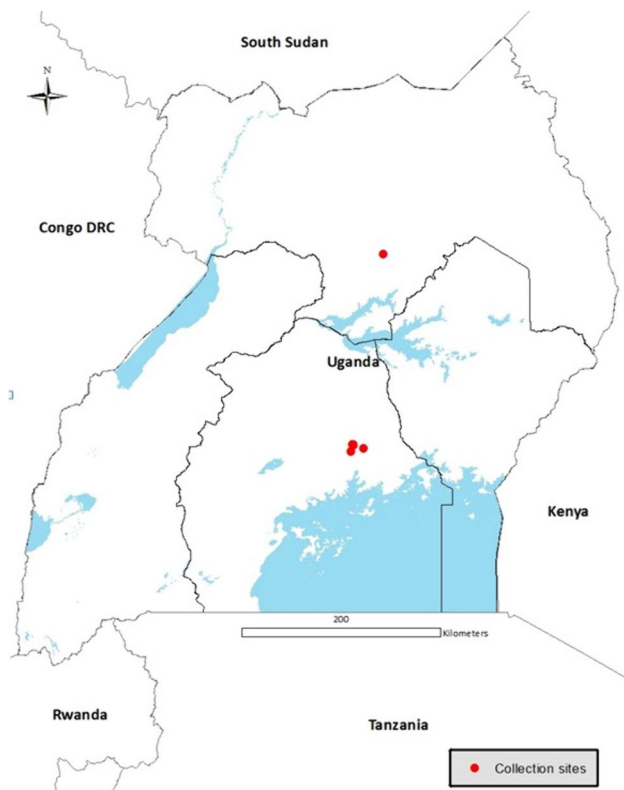 South Sudan
N
Congo DRC
Uganda
Kenya
200
Kilometers
Rwanda
Tanzania
Collection sites